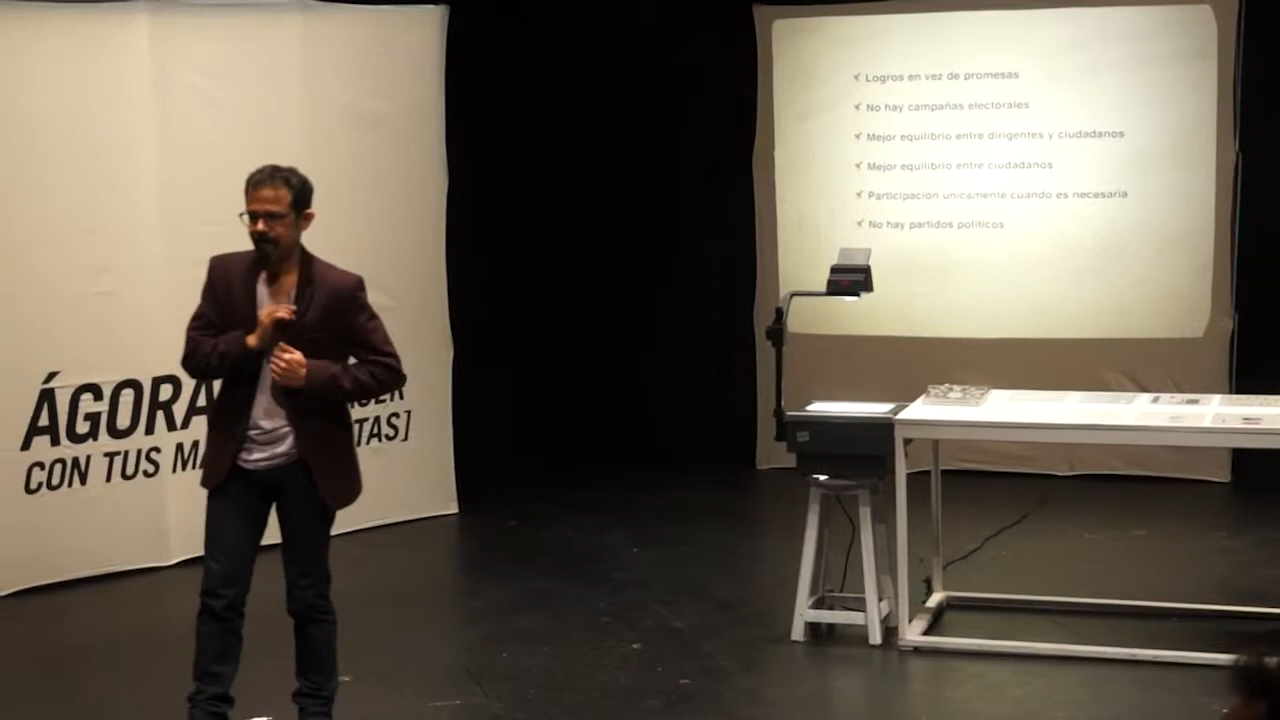 ÁGORA
CON TUS MA TAS]
Logros en vez de promesas
No hay campañas electorales
Mejor equilibrio entre dirigentes y ciudadanos
Mejor equilibrio entre ciudadanos
Participacion unicamente cuando es necesaria
No hay partidos politicos